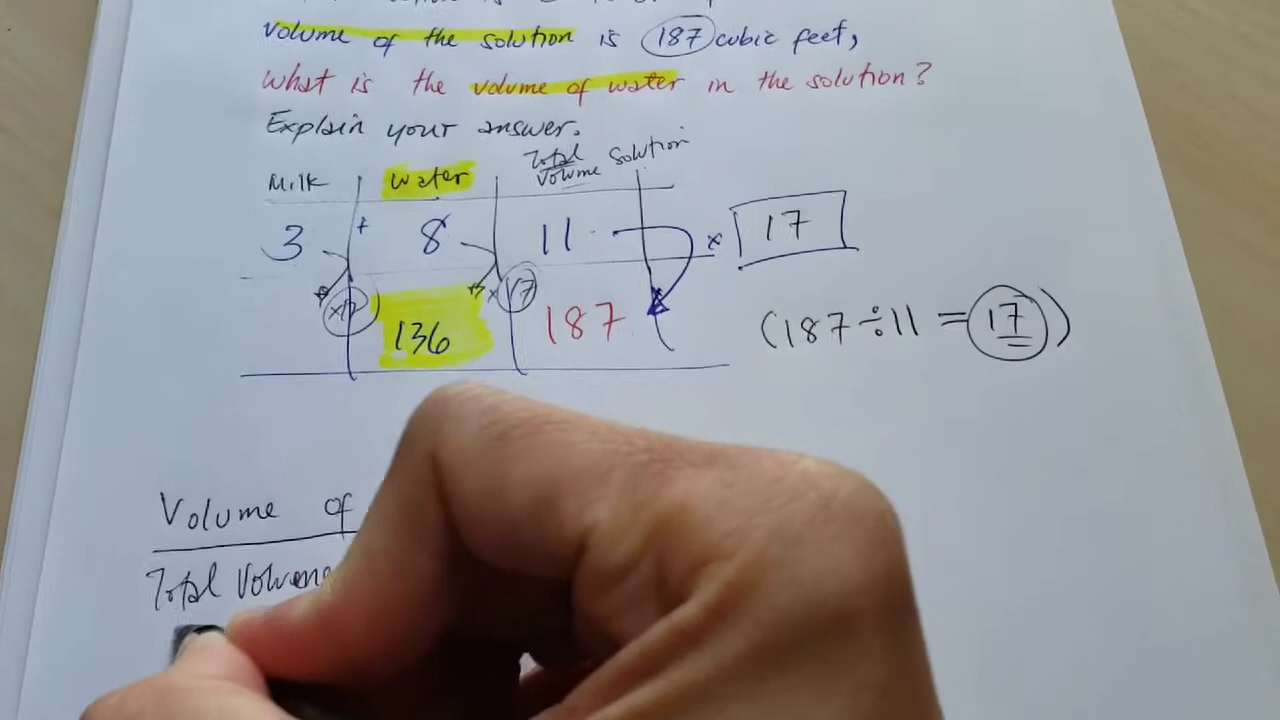 volume of the solution is 187 cubic feet,
What is the volume of water in the solution?
Explain your answer.
Milk Water Total Volume Solution
3 + 8 11 × 17
×17 × 17
136 187 (187 ÷ 11 = 17)
Volume of
Total Volume